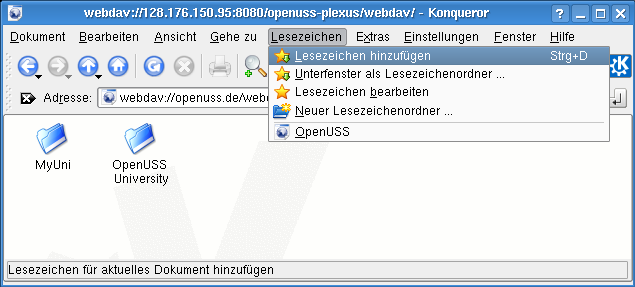 webdav://128.176.150.95:8080/openuss-plexus/webdav/ - Konqueror
Dokument Bearbeiten Ansicht Gehe zu Lesezeichen Extras Einstellungen Fenster Hilfe
Lesezeichen hinzufügen Strg+D
Unterfenster als Lesezeichenordner ...
Lesezeichen bearbeiten
Neuer Lesezeichenordner ...
OpenUSS
Adresse: webdav://openuss.de/webd
MyUni
OpenUSS
University
Lesezeichen für aktuelles Dokument hinzufügen